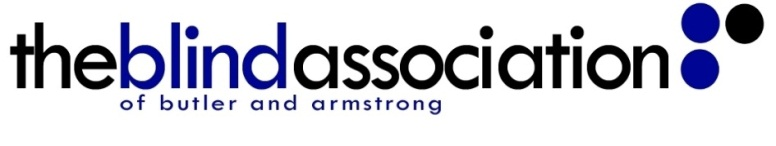 theblindassociation
of butler and armstrong